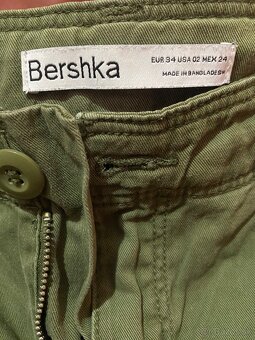 Bershka
EUR 34 USA 02 MEX 24
MADE IN BANGLADESH